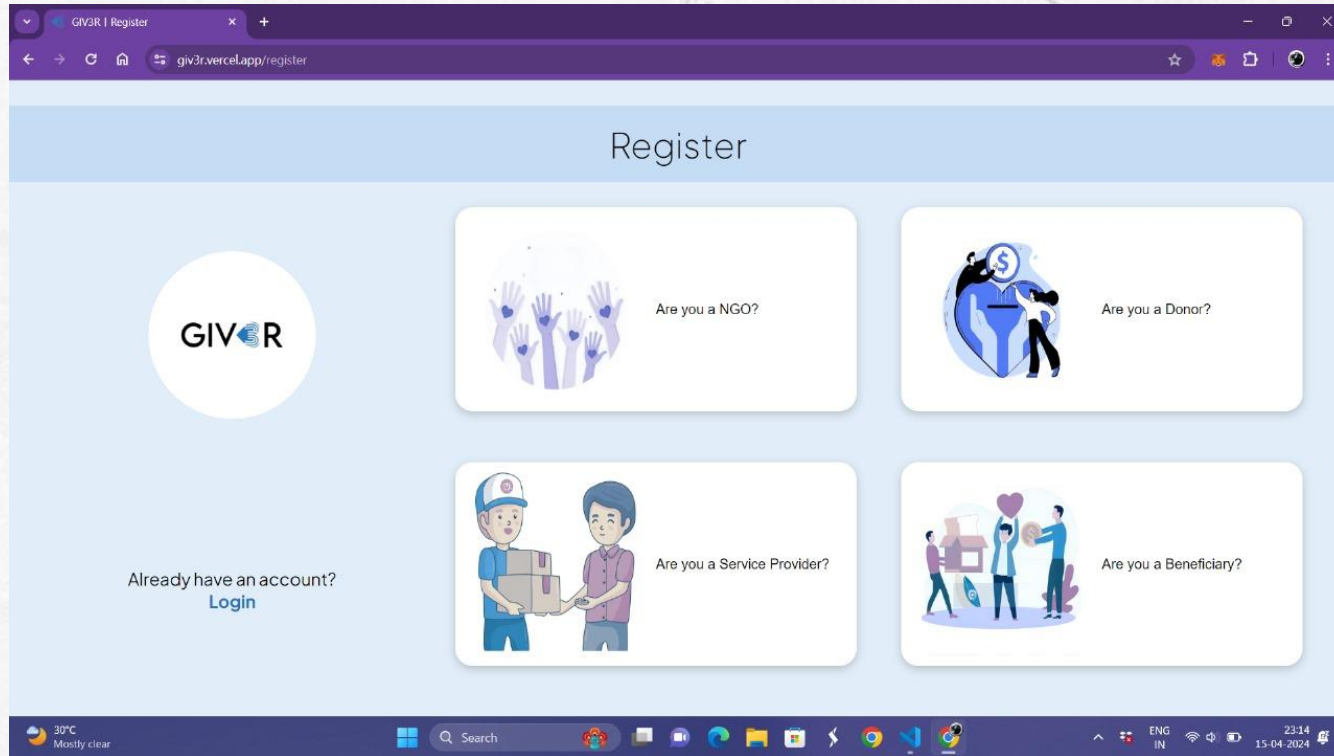 GIV3R | Register
giv3r.vercel.app/register
Register
GIV3R
Are you a NGO?
Are you a Donor?
Already have an account?
Login
Are you a Service Provider?
Are you a Beneficiary?
30°C
Mostly clear
Search
ENG
IN
23:14
15-04-2024